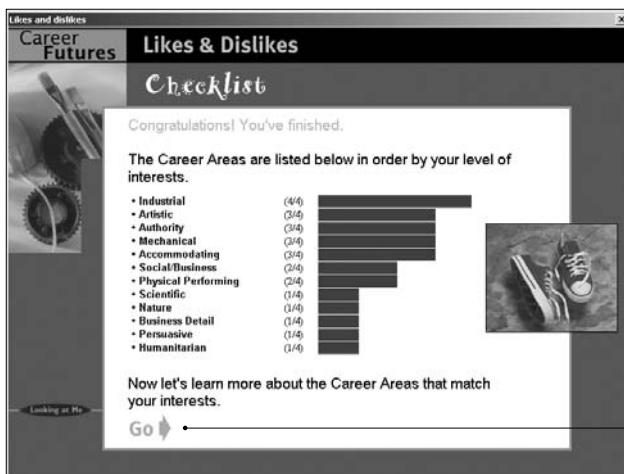 Likes and dislikes
Career
Futures
Likes & Dislikes
Checklist
Congratulations! You've finished.
The Career Areas are listed below in order by your level of
interests.
• Industrial (4/4)
• Artistic (3/4)
• Authority (3/4)
• Mechanical (3/4)
• Accommodating (3/4)
• Social/Business (2/4)
• Physical Performing (2/4)
• Scientific (1/4)
• Nature (1/4)
• Business Detail (1/4)
• Persuasive (1/4)
• Humanitarian (1/4)
Now let's learn more about the Career Areas that match
your interests.
Looking at Me
Go